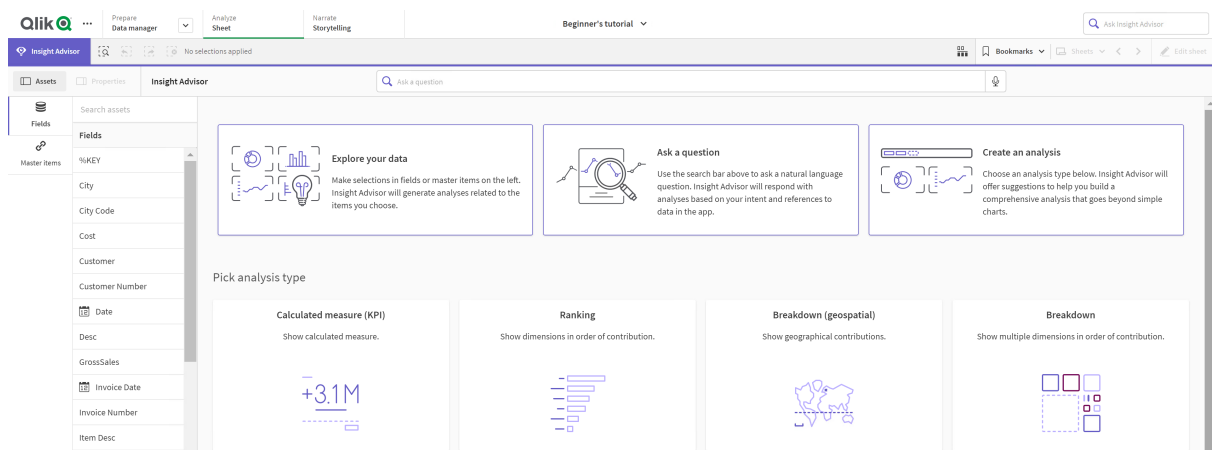 Qlik
Prepare
Data manager
Analyze
Sheet
Narrate
Storytelling
Beginner's tutorial
Ask Insight Advisor
Insight Advisor
No selections applied
Bookmarks
Sheets
Edit sheet
Assets
Properties
Insight Advisor
Ask a question
Fields
Master items
Search assets
Fields
%KEY
City
City Code
Cost
Customer
Customer Number
Date
Desc
GrossSales
Invoice Date
Invoice Number
Item Desc
Explore your data
Make selections in fields or master items on the left.
Insight Advisor will generate analyses related to the
items you choose.
Ask a question
Use the search bar above to ask a natural language
question. Insight Advisor will respond with
analyses based on your intent and references to
data in the app.
Create an analysis
Choose an analysis type below. Insight Advisor will
offer suggestions to help you build a
comprehensive analysis that goes beyond simple
charts.
Pick analysis type
Calculated measure (KPI)
Show calculated measure.
+3.1M
Ranking
Show dimensions in order of contribution.
Breakdown (geospatial)
Show geographical contributions.
Breakdown
Show multiple dimensions in order of contribution.